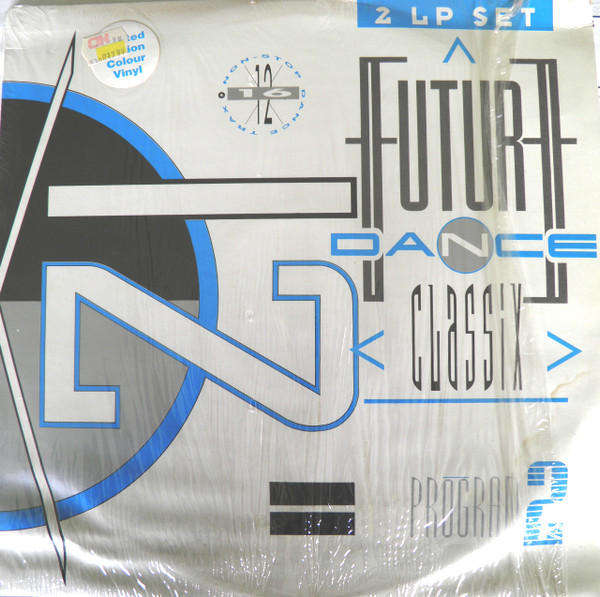 2 LP SET
Colour
Vinyl
NON-STOP DANCE TRAX
12
16
FUTURE
DANCE
CLASSIX
PROGRAM
2